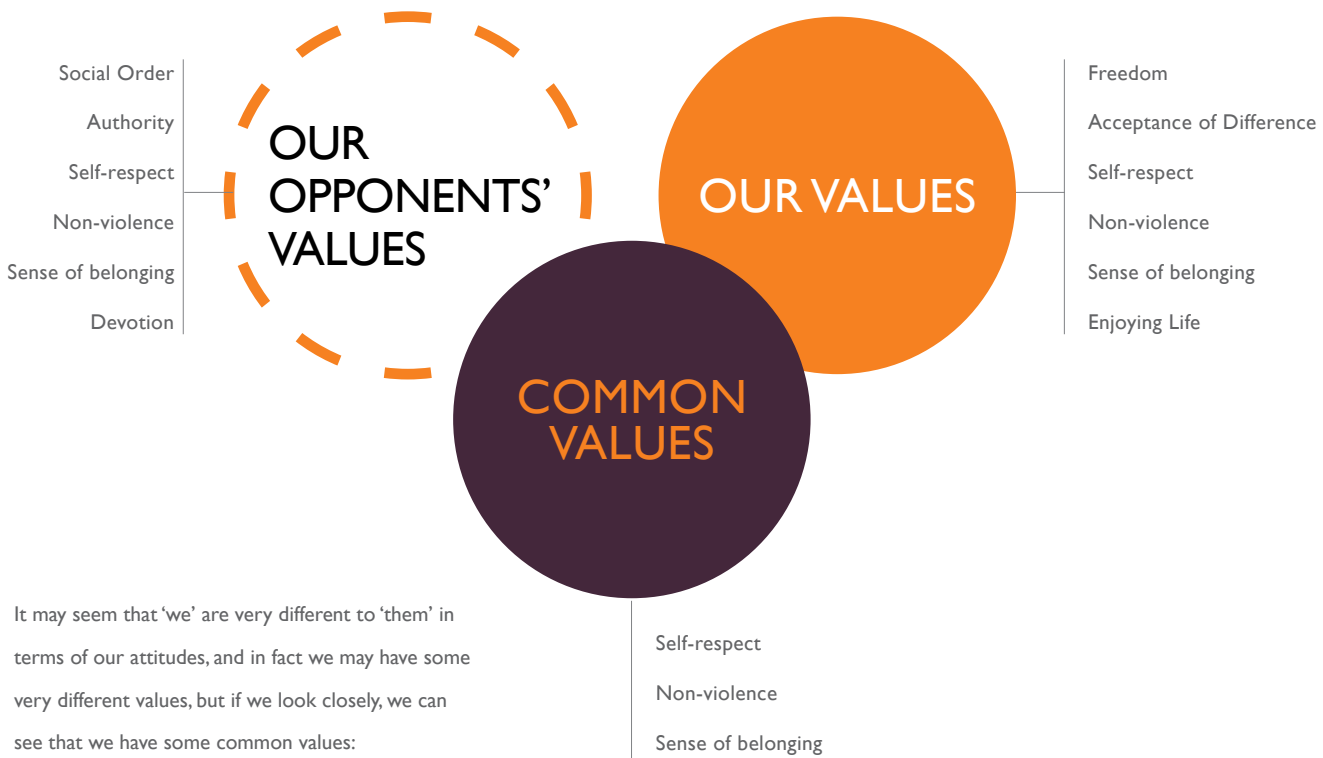 Social Order
Authority
Self-respect
Non-violence
Sense of belonging
Devotion
OUR
OPPONENTS’
VALUES
OUR VALUES
Freedom
Acceptance of Difference
Self-respect
Non-violence
Sense of belonging
Enjoying Life
COMMON
VALUES
It may seem that ‘we’ are very different to ‘them’ in
terms of our attitudes, and in fact we may have some
very different values, but if we look closely, we can
see that we have some common values:
Self-respect
Non-violence
Sense of belonging